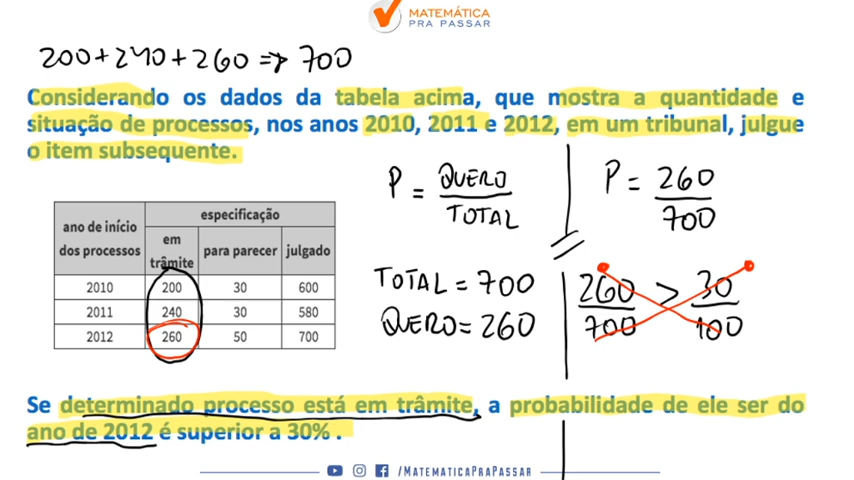 MATEMÁTICA
PRA PASSAR
200+240+260 => 700
Considerando os dados da tabela acima, que mostra a quantidade e
situação de processos, nos anos 2010, 2011 e 2012, em um tribunal, julgue
o item subsequente.
P = QUERO / TOTAL
P = 260 / 700
ano de início dos processos | especificação
em trâmite | para parecer | julgado
2010 | 200 | 30 | 600
2011 | 240 | 30 | 580
2012 | 260 | 50 | 700
TOTAL = 700
QUERO = 260
260 / 700 > 30 / 100
Se determinado processo está em trâmite, a probabilidade de ele ser do
ano de 2012 é superior a 30% .
/MATEMATICAPRAPASSAR